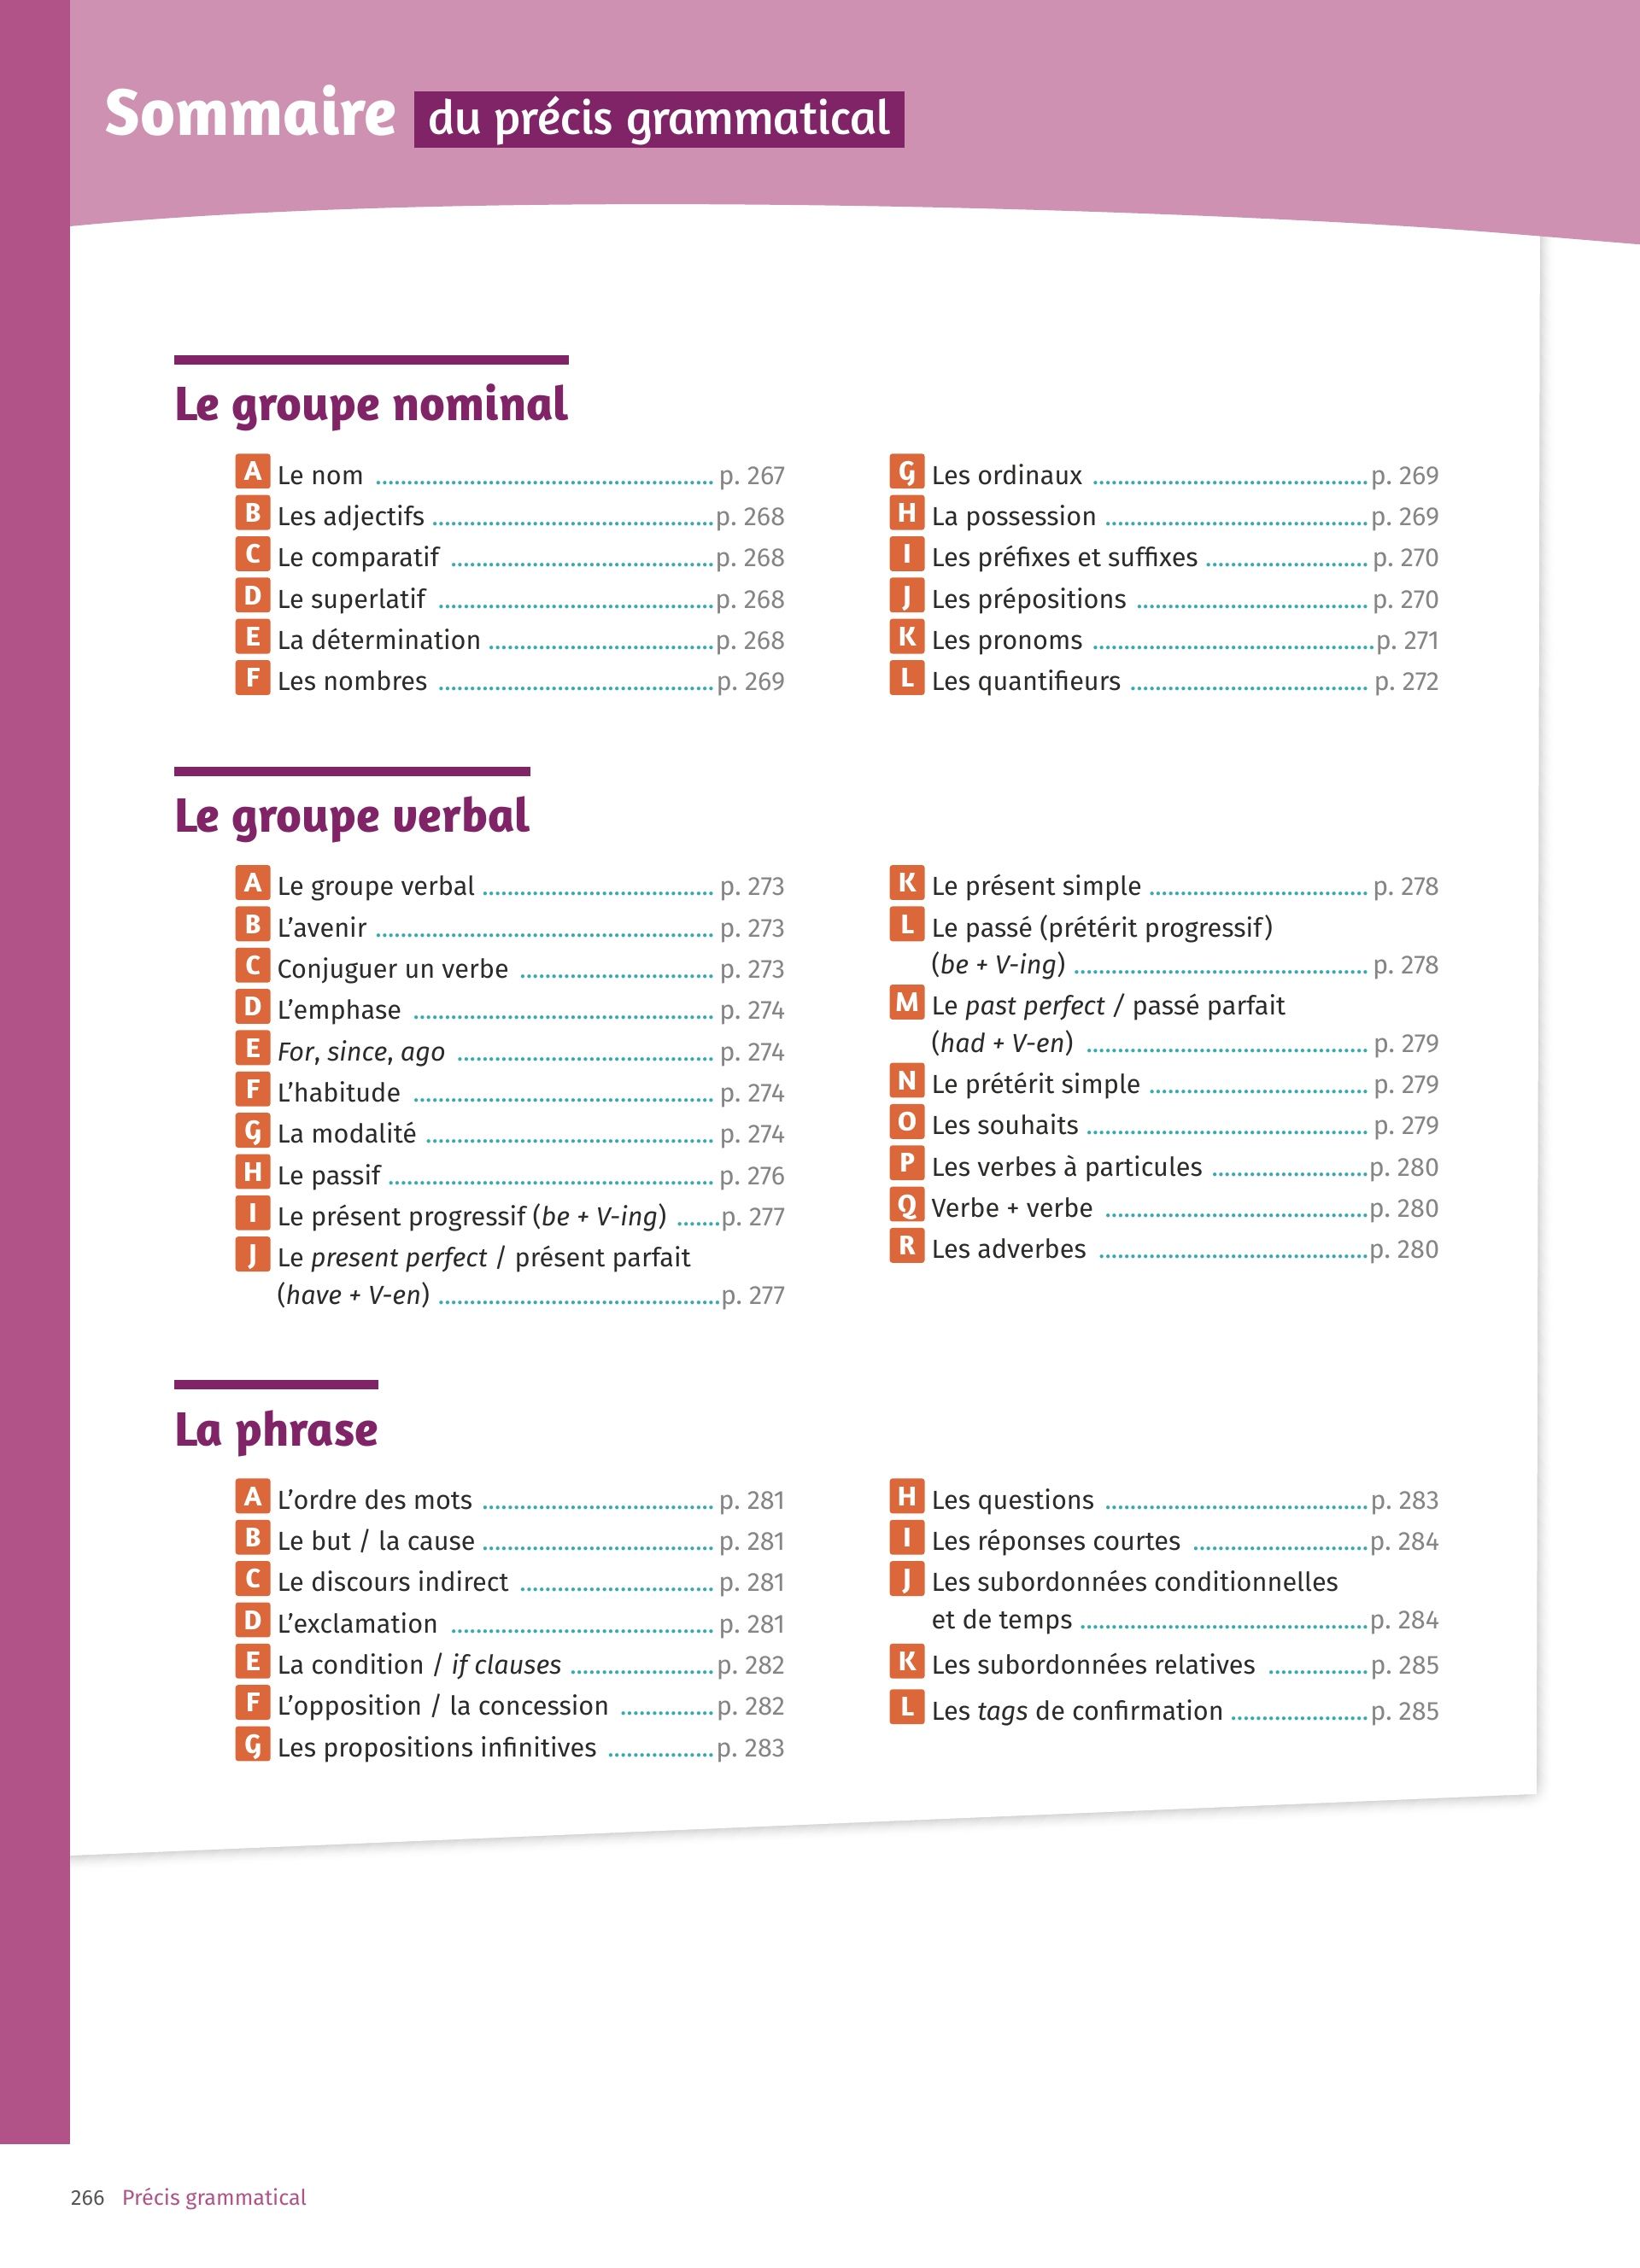 Sommaire du précis grammatical
Le groupe nominal
A Le nom ........ p. 267
B Les adjectifs ........ p. 268
C Le comparatif ........ p. 268
D Le superlatif ........ p. 268
E La détermination ........ p. 268
F Les nombres ........ p. 269
G Les ordinaux ........ p. 269
H La possession ........ p. 269
I Les préfixes et suffixes ........ p. 270
J Les prépositions ........ p. 270
K Les pronoms ........ p. 271
L Les quantifieurs ........ p. 272
Le groupe verbal
A Le groupe verbal ........ p. 273
B L’avenir ........ p. 273
C Conjuguer un verbe ........ p. 273
D L’emphase ........ p. 274
E For, since, ago ........ p. 274
F L’habitude ........ p. 274
G La modalité ........ p. 274
H Le passif ........ p. 276
I Le présent progressif (be + V-ing) ........ p. 277
J Le present perfect / présent parfait
(have + V-en) ........ p. 277
K Le présent simple ........ p. 278
L Le passé (prétérit progressif)
(be + V-ing) ........ p. 278
M Le past perfect / passé parfait
(had + V-en) ........ p. 279
N Le prétérit simple ........ p. 279
O Les souhaits ........ p. 279
P Les verbes à particules ........ p. 280
Q Verbe + verbe ........ p. 280
R Les adverbes ........ p. 280
La phrase
A L’ordre des mots ........ p. 281
B Le but / la cause ........ p. 281
C Le discours indirect ........ p. 281
D L’exclamation ........ p. 281
E La condition / if clauses ........ p. 282
F L’opposition / la concession ........ p. 282
G Les propositions infinitives ........ p. 283
H Les questions ........ p. 283
I Les réponses courtes ........ p. 284
J Les subordonnées conditionnelles
et de temps ........ p. 284
K Les subordonnées relatives ........ p. 285
L Les tags de confirmation ........ p. 285
266 Précis grammatical